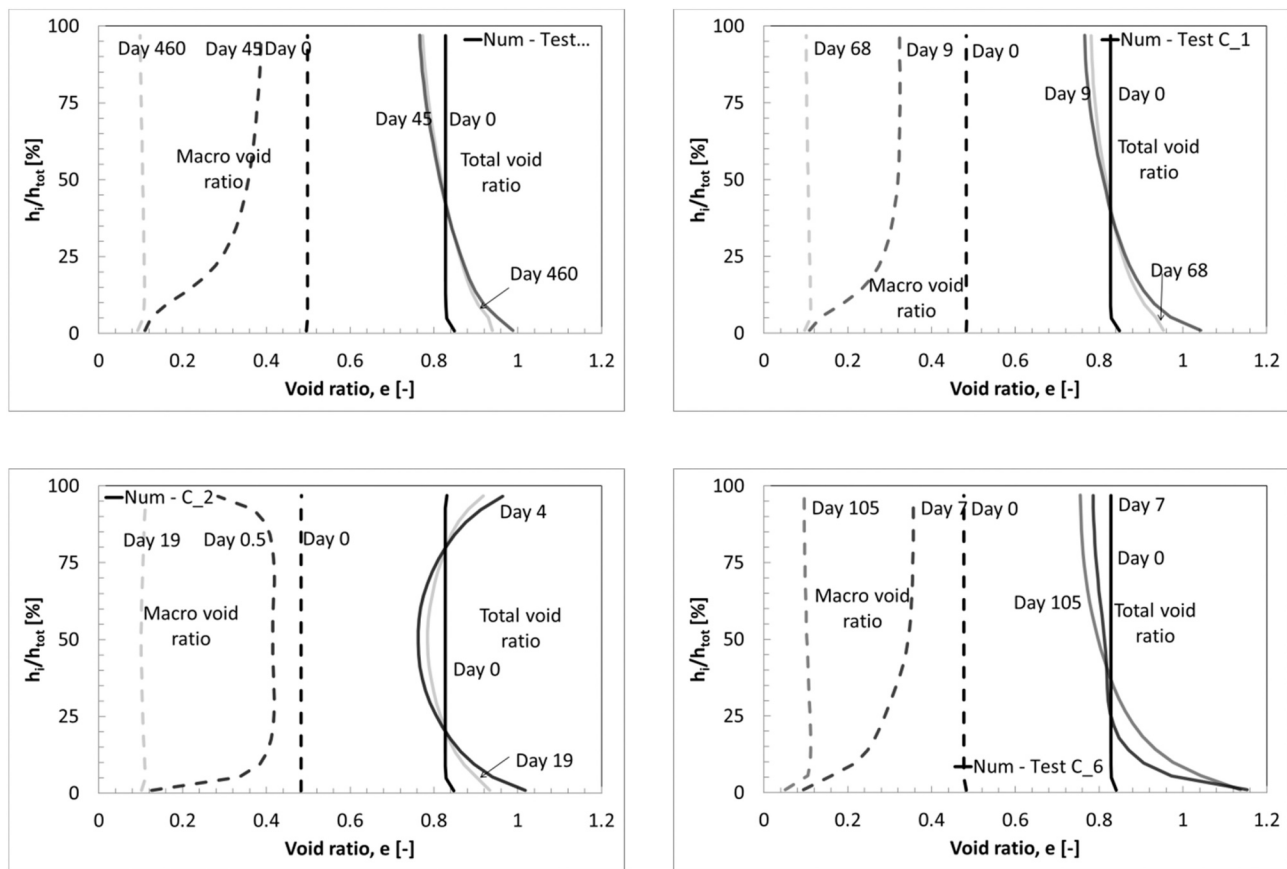 100
75
50
25
0
h_i/h_tot [%]
Day 460
Day 45
Day 0
Num - Test...
Day 45
Day 0
Macro void
ratio
Total void
ratio
Day 460
0 0.2 0.4 0.6 0.8 1 1.2
Void ratio, e [-]
100
75
50
25
0
h_i/h_tot [%]
Day 68
Day 9
Day 0
Num - Test C_1
Day 9
Day 0
Total void
ratio
Macro void
ratio
Day 68
0 0.2 0.4 0.6 0.8 1 1.2
Void ratio, e [-]
100
75
50
25
0
h_i/h_tot [%]
Num - C_2
Day 19
Day 0.5
Day 0
Day 4
Macro void
ratio
Total void
ratio
Day 0
Day 19
0 0.2 0.4 0.6 0.8 1 1.2
Void ratio, e [-]
100
75
50
25
0
h_i/h_tot [%]
Day 105
Day 7
Day 0
Day 7
Day 0
Macro void
ratio
Day 105
Total void
ratio
Num - Test C_6
0 0.2 0.4 0.6 0.8 1 1.2
Void ratio, e [-]